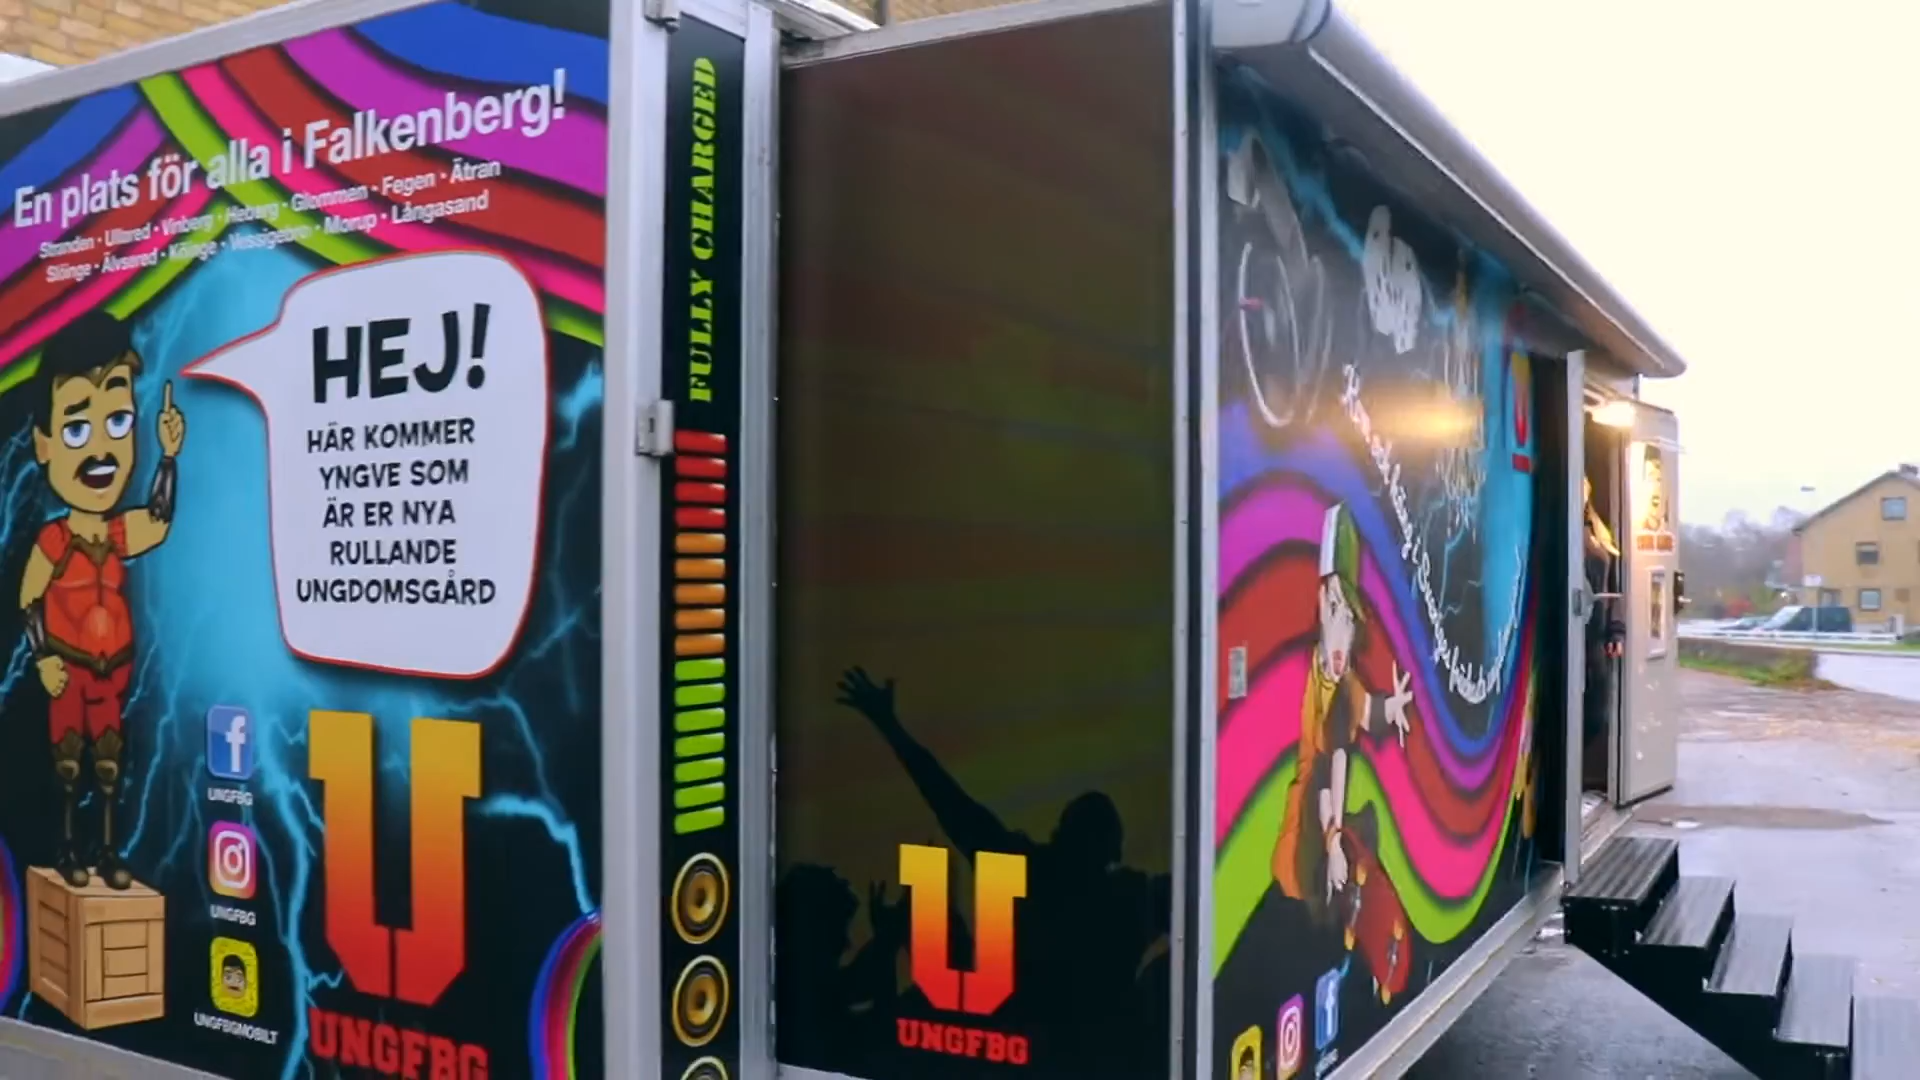 En plats för alla i Falkenberg!
Stranden · Ullared · Vinberg · Heberg · Glommen · Fegen · Ätran
Slöinge · Älvsered · Köinge · Vessigebro · Morup · Långasand
HEJ!
HÄR KOMMER
YNGVE SOM
ÄR ER NYA
RULLANDE
UNGDOMSGÅRD
UNGFBG
UNGFBG
UNGFBGMOBILT
UNGFBG
FULLY CHARGED
UNGFBG